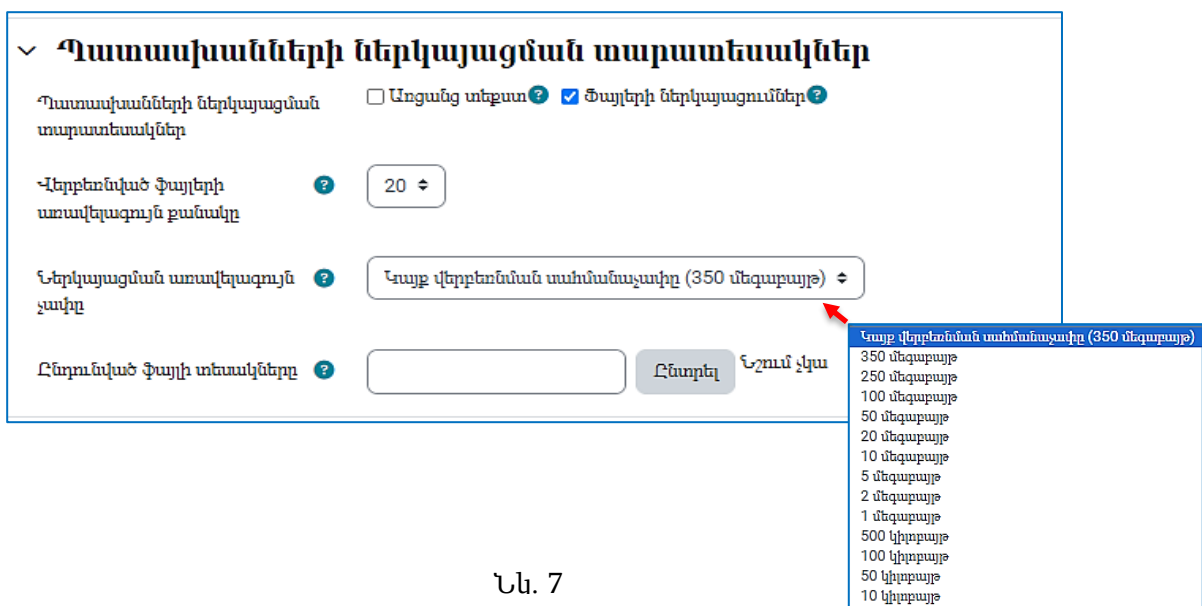 Պատասխանների ներկայացման տարատեսակներ
Պատասխանների ներկայացման
տարատեսակներ
Առցանց տեքստ ? Ֆայլերի ներկայացումներ ?
Վերբեռնված ֆայլերի
առավելագույն քանակը
?
20
Ներկայացման առավելագույն
չափը
?
Կայք վերբեռնման սահմանաչափը (350 մեգաբայթ)
Ընդունված ֆայլի տեսակները ?
Ընտրել
Նշում չկա
Կայք վերբեռնման սահմանաչափը (350 մեգաբայթ)
350 մեգաբայթ
250 մեգաբայթ
100 մեգաբայթ
50 մեգաբայթ
20 մեգաբայթ
10 մեգաբայթ
5 մեգաբայթ
2 մեգաբայթ
1 մեգաբայթ
500 կիլոբայթ
100 կիլոբայթ
50 կիլոբայթ
10 կիլոբայթ
Նկ. 7